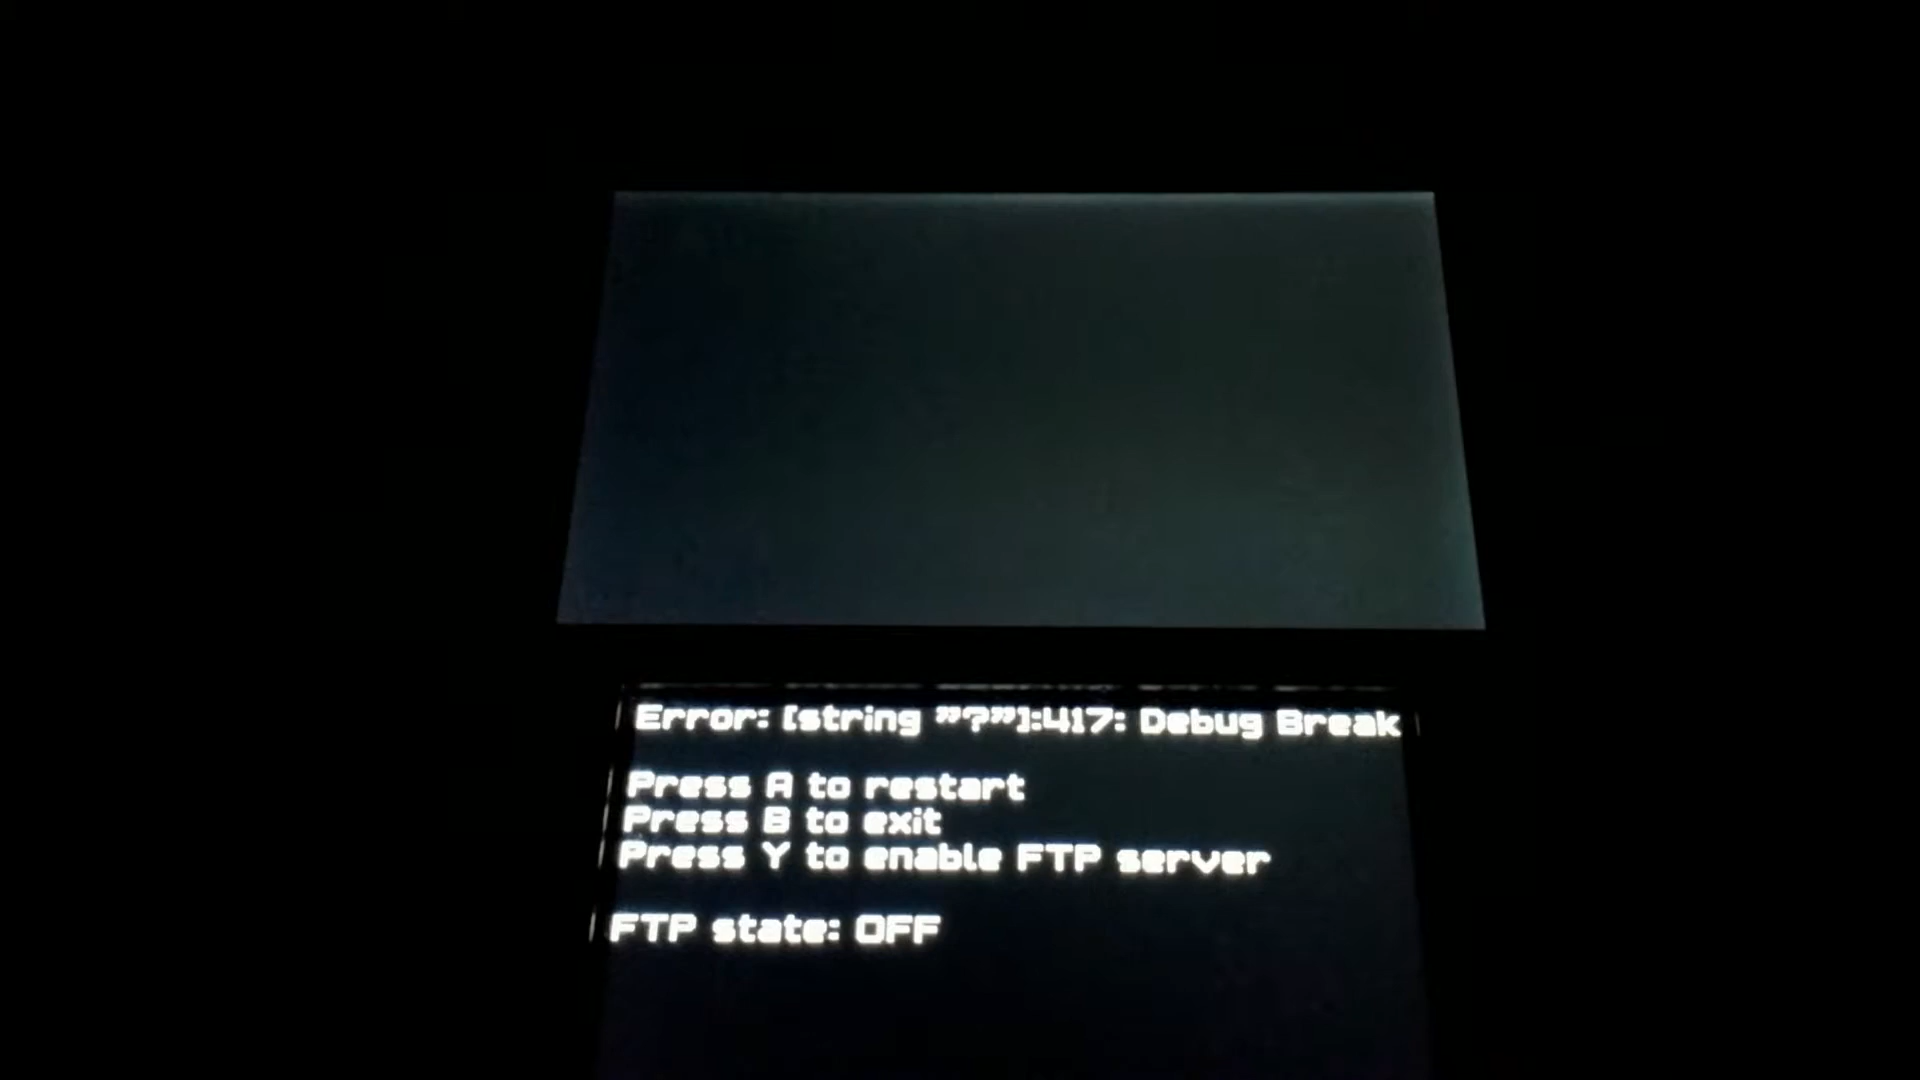 Error: [string "?"]:417: Debug Break
Press A to restart
Press B to exit
Press Y to enable FTP server
FTP state: OFF